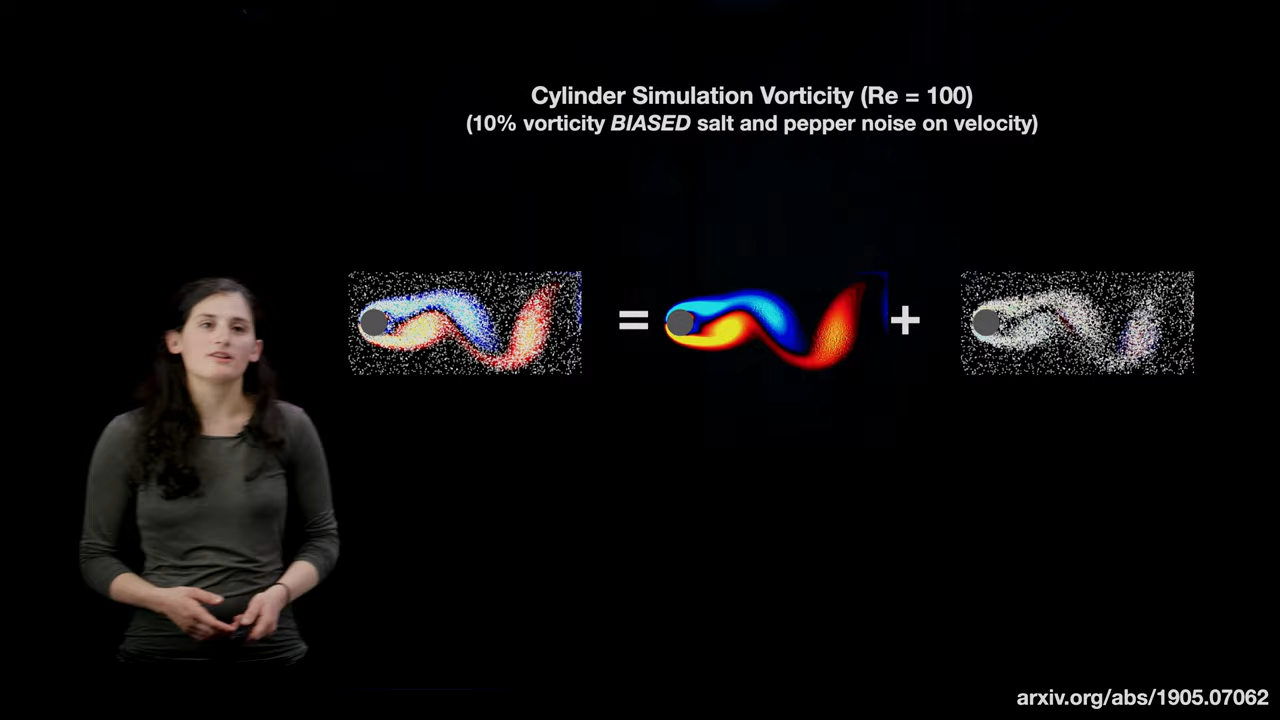 Cylinder Simulation Vorticity (Re = 100)
(10% vorticity BIASED salt and pepper noise on velocity)
= +
arxiv.org/abs/1905.07062